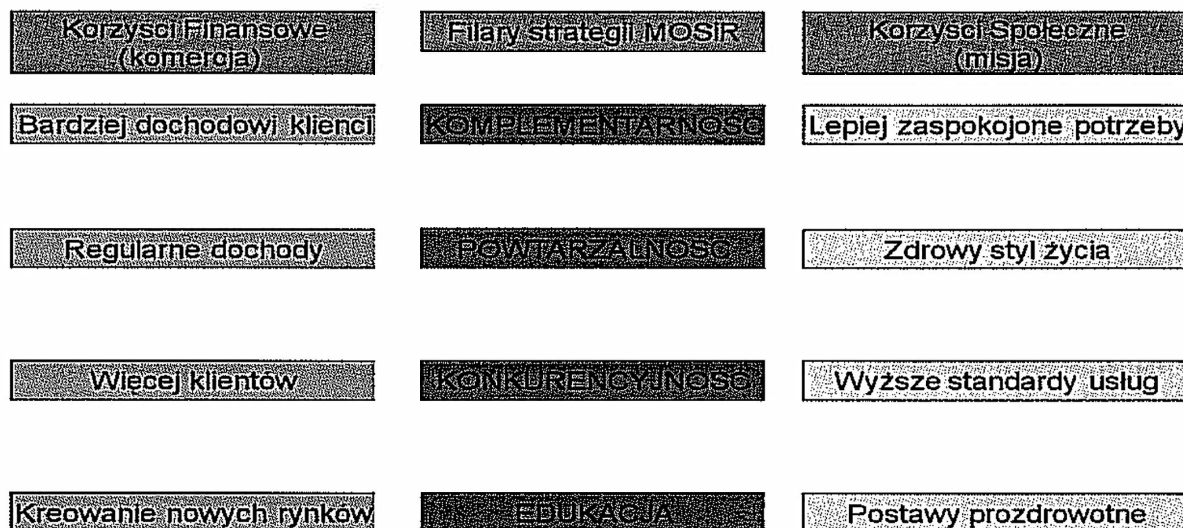 Korzyści Finansowe
(komercja)
Filary strategii MOSiR
Korzyści Społeczne
(misja)
Bardziej dochodowi klienci
KOMPLEMENTARNOŚĆ
Lepiej zaspokojone potrzeby
Regularne dochody
POWTARZALNOŚĆ
Zdrowy styl życia
Więcej klientów
KONKURENCYJNOŚĆ
Wyższe standardy usług
Kreowanie nowych rynków
EDUKACJA
Postawy prozdrowotne